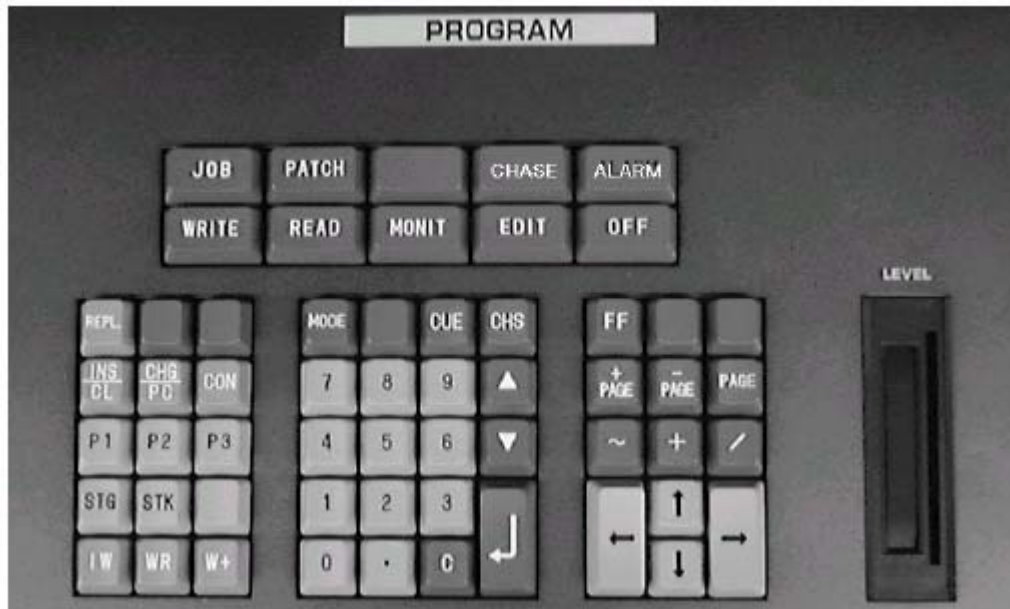 PROGRAM
JOB PATCH CHASE ALARM
WRITE READ MONIT EDIT OFF
LEVEL
REPL.
INS
CL
CHG
PC
CON
P1 P2 P3
STG STK
IW WR W+
MODE CUE CHS
7 8 9 ▲
4 5 6 ▼
1 2 3
0 . C ↵
FF
+
PAGE
-
PAGE
PAGE
~ + /
← ↑ →
↓